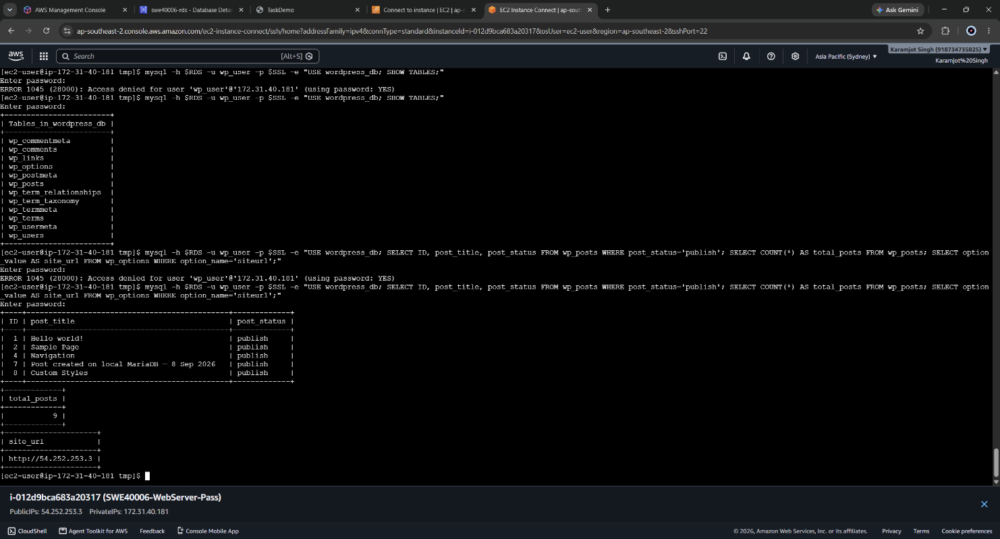 AWS Management Console
swe40006-rds - Database Detai
TaskDemo
Connect to instance | EC2 | ap-s
EC2 Instance Connect | ap-sout
Ask Gemini
ap-southeast-2.console.aws.amazon.com/ec2-instance-connect/ssh/home?addressFamily=ipv4&connType=standard&instanceId=i-012d9bca683a20317&osUser=ec2-user&region=ap-southeast-2&sshPort=22
aws
Search
[Alt+S]
Asia Pacific (Sydney)
Karamjot Singh (918734735825)
Karamjot%20Singh
[ec2-user@ip-172-31-40-181 tmp]$ mysql -h $RDS -u wp_user -p $SSL -e "USE wordpress_db; SHOW TABLES;"
Enter password:
ERROR 1045 (28000): Access denied for user 'wp_user'@'172.31.40.181' (using password: YES)
[ec2-user@ip-172-31-40-181 tmp]$ mysql -h $RDS -u wp_user -p $SSL -e "USE wordpress_db; SHOW TABLES;"
Enter password:
+------------------------+
| Tables_in_wordpress_db |
+------------------------+
| wp_commentmeta         |
| wp_comments            |
| wp_links               |
| wp_options             |
| wp_postmeta            |
| wp_posts               |
| wp_term_relationships  |
| wp_term_taxonomy       |
| wp_termmeta            |
| wp_terms               |
| wp_usermeta            |
| wp_users               |
+------------------------+
[ec2-user@ip-172-31-40-181 tmp]$ mysql -h $RDS -u wp_user -p $SSL -e "USE wordpress_db; SELECT ID, post_title, post_status FROM wp_posts WHERE post_status='publish'; SELECT COUNT(*) AS total_posts FROM wp_posts; SELECT option
_value AS site_url FROM wp_options WHERE option_name='siteurl';"
Enter password:
ERROR 1045 (28000): Access denied for user 'wp_user'@'172.31.40.181' (using password: YES)
[ec2-user@ip-172-31-40-181 tmp]$ mysql -h $RDS -u wp_user -p $SSL -e "USE wordpress_db; SELECT ID, post_title, post_status FROM wp_posts WHERE post_status='publish'; SELECT COUNT(*) AS total_posts FROM wp_posts; SELECT option
_value AS site_url FROM wp_options WHERE option_name='siteurl';"
Enter password:
+----+-----------------------------------------------+-------------+
| ID | post_title                                    | post_status |
+----+-----------------------------------------------+-------------+
|  1 | Hello world!                                  | publish     |
|  2 | Sample Page                                   | publish     |
|  4 | Navigation                                    | publish     |
|  7 | Post created on local MariaDB — 8 Sep 2026   | publish     |
|  8 | Custom Styles                                 | publish     |
+----+-----------------------------------------------+-------------+
+-------------+
| total_posts |
+-------------+
|           9 |
+-------------+
+---------------------+
| site_url            |
+---------------------+
| http://54.252.253.3 |
+---------------------+
[ec2-user@ip-172-31-40-181 tmp]$
i-012d9bca683a20317 (SWE40006-WebServer-Pass)
PublicIPs: 54.252.253.3 PrivateIPs: 172.31.40.181
CloudShell
Agent Toolkit for AWS
Feedback
Console Mobile App
© 2026, Amazon Web Services, Inc. or its affiliates.
Privacy
Terms
Cookie preferences